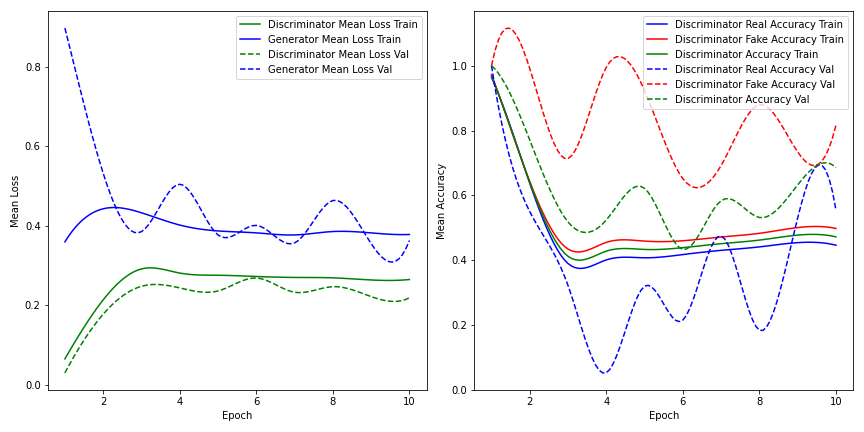 Discriminator Mean Loss Train
Generator Mean Loss Train
Discriminator Mean Loss Val
Generator Mean Loss Val
0.8
0.6
0.4
0.2
0.0
Mean Loss
2 4 6 8 10
Epoch
Discriminator Real Accuracy Train
Discriminator Fake Accuracy Train
Discriminator Accuracy Train
Discriminator Real Accuracy Val
Discriminator Fake Accuracy Val
Discriminator Accuracy Val
1.0
0.8
0.6
0.4
0.2
0.0
Mean Accuracy
2 4 6 8 10
Epoch